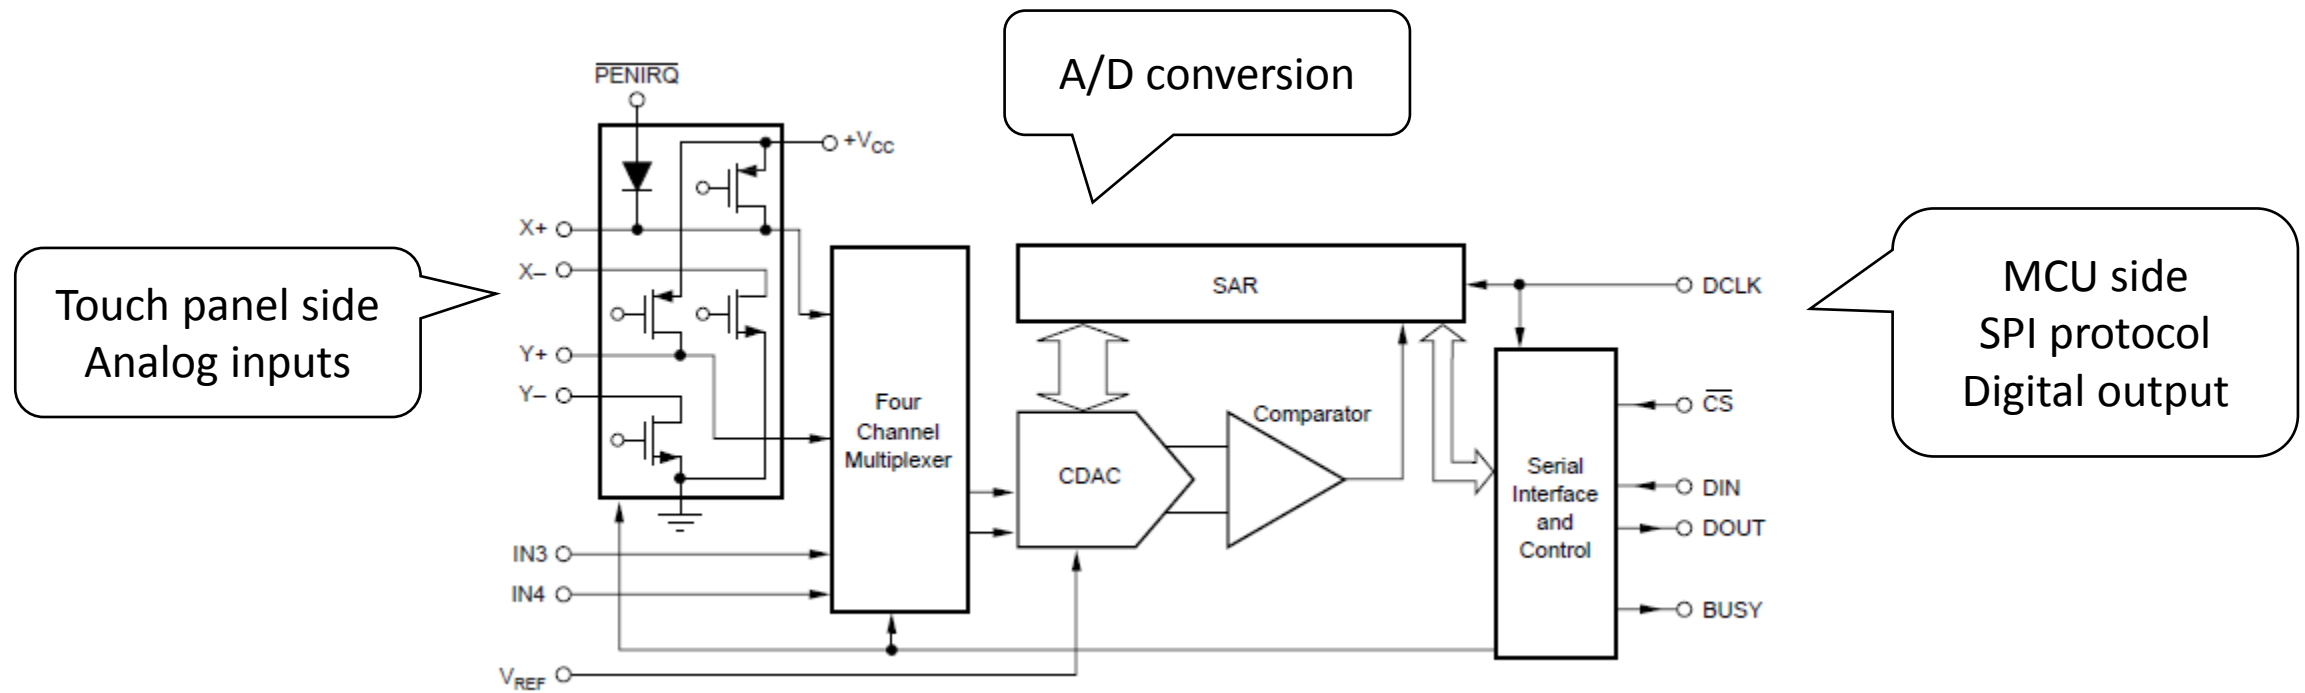 A/D conversion
PENIRQ
+VCC
X+
X–
Y+
Y–
IN3
IN4
VREF
Touch panel side
Analog inputs
Four
Channel
Multiplexer
SAR
CDAC
Comparator
Serial
Interface
and
Control
DCLK
CS
DIN
DOUT
BUSY
MCU side
SPI protocol
Digital output